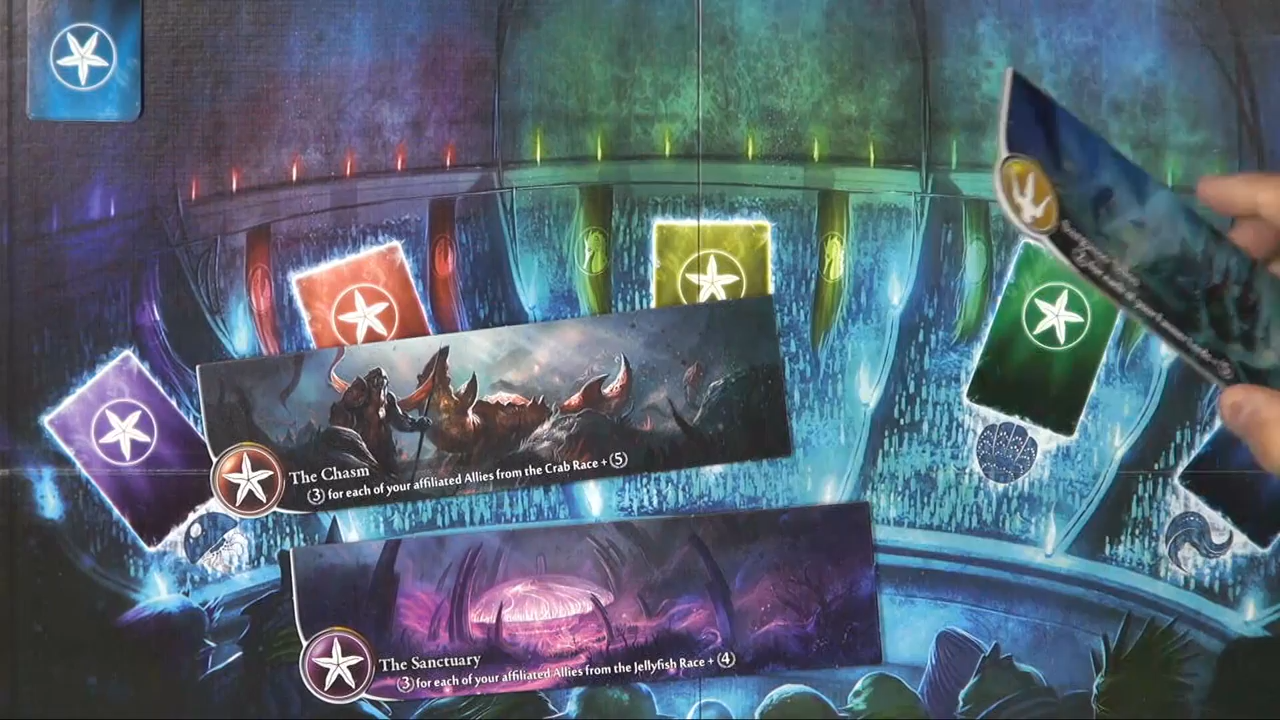 The Chasm
(3) for each of your affiliated Allies from the Crab Race + (5)
The Sanctuary
(3) for each of your affiliated Allies from the Jellyfish Race + (4)